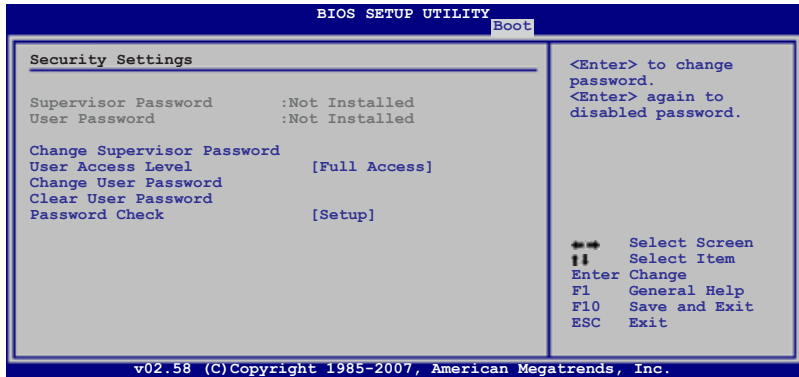 BIOS SETUP UTILITY
Boot
Security Settings
Supervisor Password :Not Installed
User Password :Not Installed
Change Supervisor Password
User Access Level [Full Access]
Change User Password
Clear User Password
Password Check [Setup]
<Enter> to change
password.
<Enter> again to
disabled password.
←→ Select Screen
↑↓ Select Item
Enter Change
F1 General Help
F10 Save and Exit
ESC Exit
v02.58 (C)Copyright 1985-2007, American Megatrends, Inc.